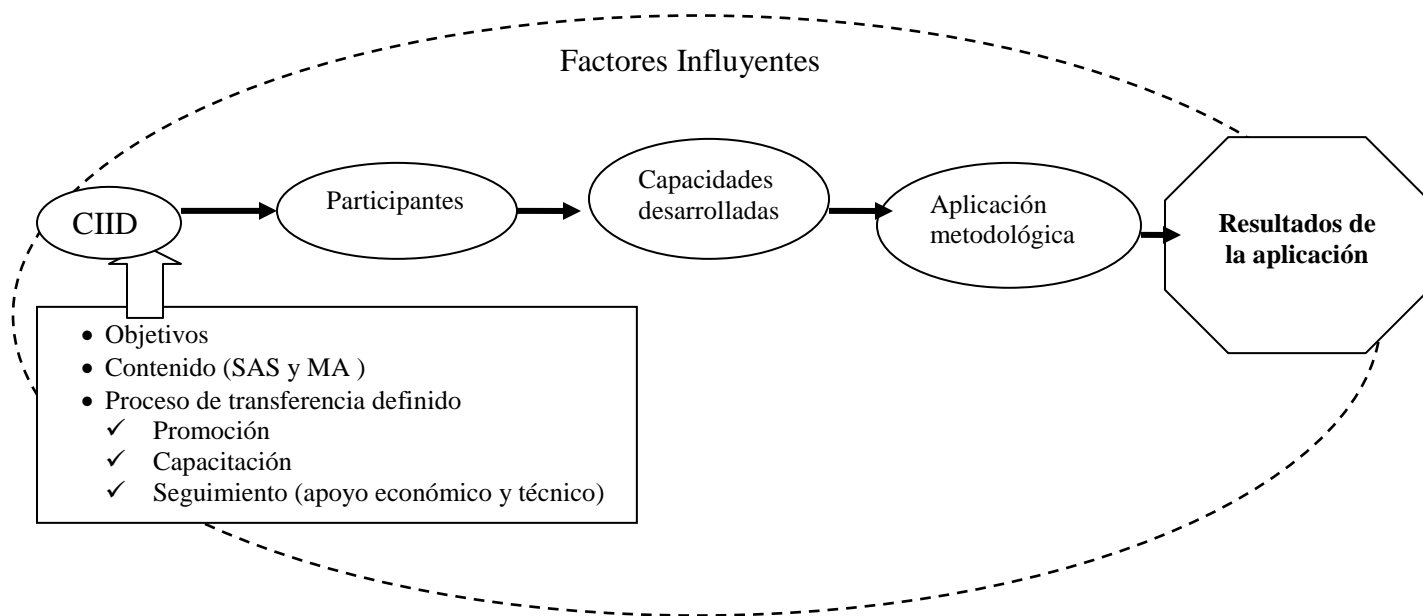 Factores Influyentes
CIID
Participantes
Capacidades
desarrolladas
Aplicación
metodológica
Resultados de
la aplicación
• Objetivos
• Contenido (SAS y MA )
• Proceso de transferencia definido
✓ Promoción
✓ Capacitación
✓ Seguimiento (apoyo económico y técnico)